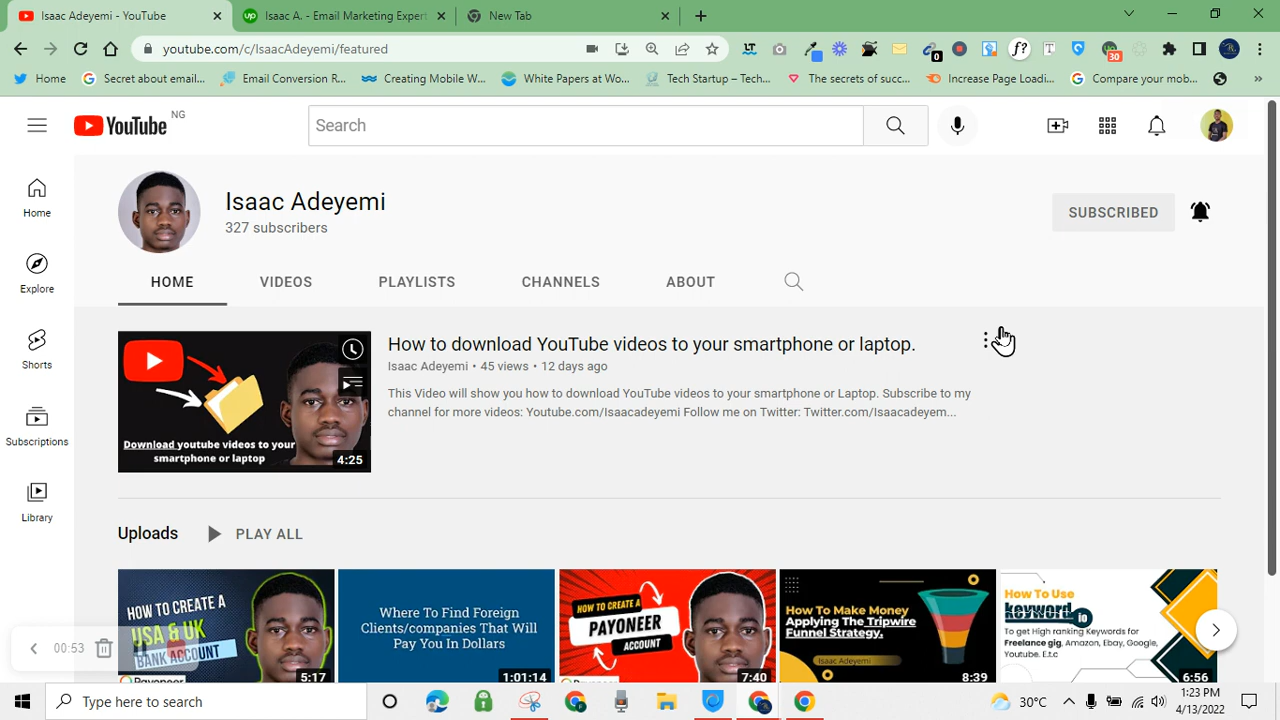 Isaac Adeyemi - YouTube
Isaac A. - Email Marketing Expert
New Tab
youtube.com/c/IsaacAdeyemi/featured
0
30
Home
Secret about email...
Email Conversion R...
Creating Mobile W...
White Papers at Wo...
Tech Startup – Tech...
The secrets of succ...
Increase Page Loadi...
Compare your mob...
YouTube NG
Search
Isaac Adeyemi
327 subscribers
SUBSCRIBED
HOME
VIDEOS
PLAYLISTS
CHANNELS
ABOUT
Home
Explore
Shorts
Subscriptions
Library
Download youtube videos to your
smartphone or laptop
4:25
How to download YouTube videos to your smartphone or laptop.
Isaac Adeyemi • 45 views • 12 days ago
This Video will show you how to download YouTube videos to your smartphone or Laptop. Subscribe to my
channel for more videos: Youtube.com/Isaacadeyemi Follow me on Twitter: Twitter.com/Isaacadeyem...
Uploads
PLAY ALL
HOW TO CREATE A
USA & UK
BANK ACCOUNT
Payoneer
5:17
Where To Find Foreign
Clients/companies That Will
Pay You In Dollars
1:01:14
HOW TO CREATE A
PAYONEER
ACCOUNT
7:40
How To Make Money
Applying The Tripwire
Funnel Strategy.
Isaac Adeyemi
8:39
How To Use
keyword.io
To get high ranking Keywords for
Freelance gig, Amazon, Ebay, Google,
Youtube. E.t.c
6:56
00:53
Type here to search
30°C
1:23 PM
4/13/2022